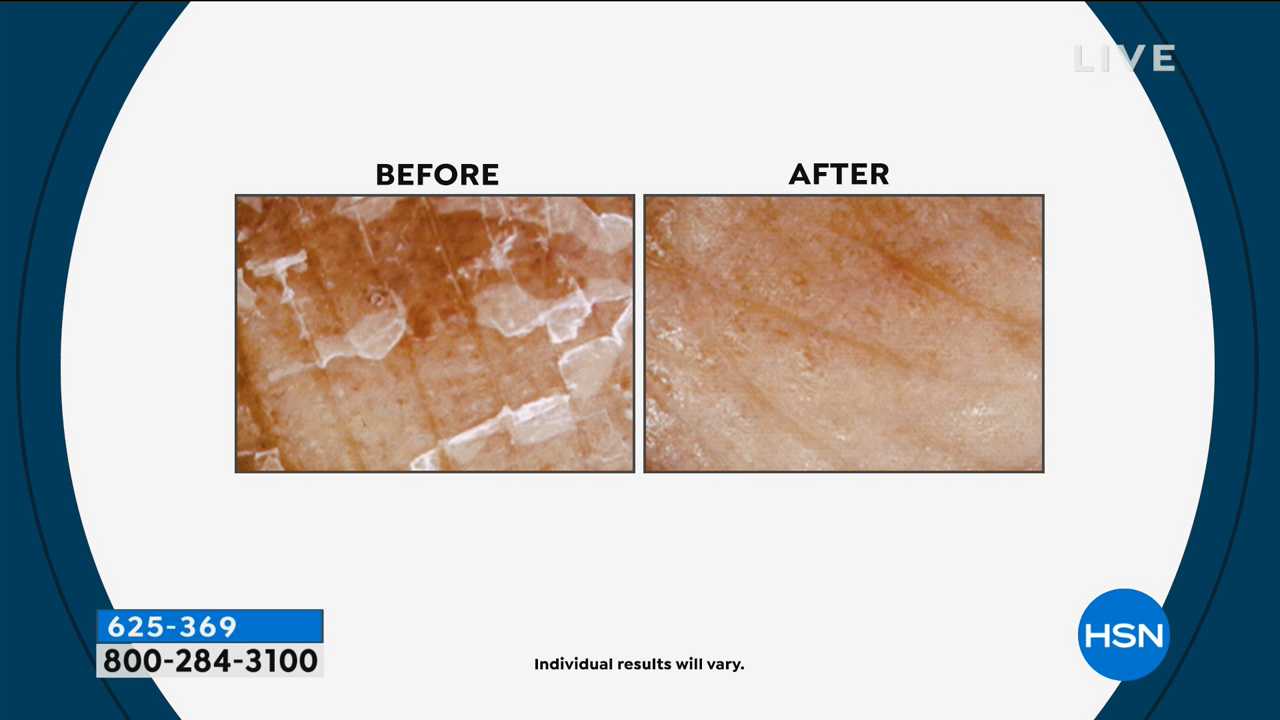 LIVE
BEFORE
AFTER
625-369
800-284-3100
Individual results will vary.
HSN